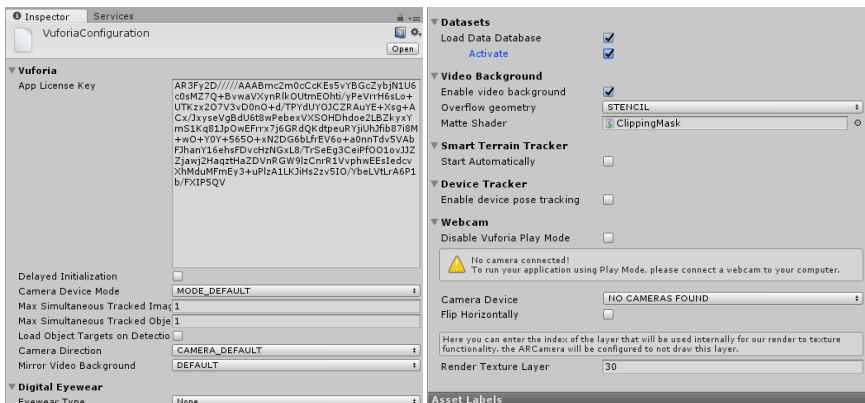 Inspector
Services
VuforiaConfiguration
Open
Vuforia
App License Key
AR3Fy2D/////AAABmc2m0cCcKEs5vYBGcZybjN1U6
c0sMZ7Q+BvwaVXynRlkOUtmEOhti/yPeVrrH6sLo+
UTKzx2O7V3vD0nO+d/TPYdUYOJCZRAuYE+Xsg+A
Cx/JxyseVgBdU6t8wPebexVXSOHDhdoe2LBZkyxY
mS1Kq81JpOwEFrrx7j6GRdQKdtpeuRYjiUhJfib87i8M
+wO+Y0Y+565O+xN2DG6bLfrEV6o+a0nnTdv5VAb
FJhanY16ehsFDvcHzNGxL8/TrSeEg3CeiPfOO1ovJJZ
Zjawj2HaqztHaZDVnRGW9lzCnrR1VvphwEEsIedcv
XhMduMFmEy3+uPlzA1LKJiHs2zv5IO/YbeLVtLrA6P1
b/FXIP5QV
Delayed Initialization
Camera Device Mode
MODE_DEFAULT
Max Simultaneous Tracked Imag
1
Max Simultaneous Tracked Obje
1
Load Object Targets on Detectio
Camera Direction
CAMERA_DEFAULT
Mirror Video Background
DEFAULT
Digital Eyewear
Eyewear Type
None
Datasets
Load Data Database
Activate
Video Background
Enable video background
Overflow geometry
STENCIL
Matte Shader
ClippingMask
Smart Terrain Tracker
Start Automatically
Device Tracker
Enable device pose tracking
Webcam
Disable Vuforia Play Mode
No camera connected!
To run your application using Play Mode, please connect a webcam to your computer.
Camera Device
NO CAMERAS FOUND
Flip Horizontally
Here you can enter the index of the layer that will be used internally for our render to texture
functionality. the ARCamera will be configured to not draw this layer.
Render Texture Layer
30
Asset Labels